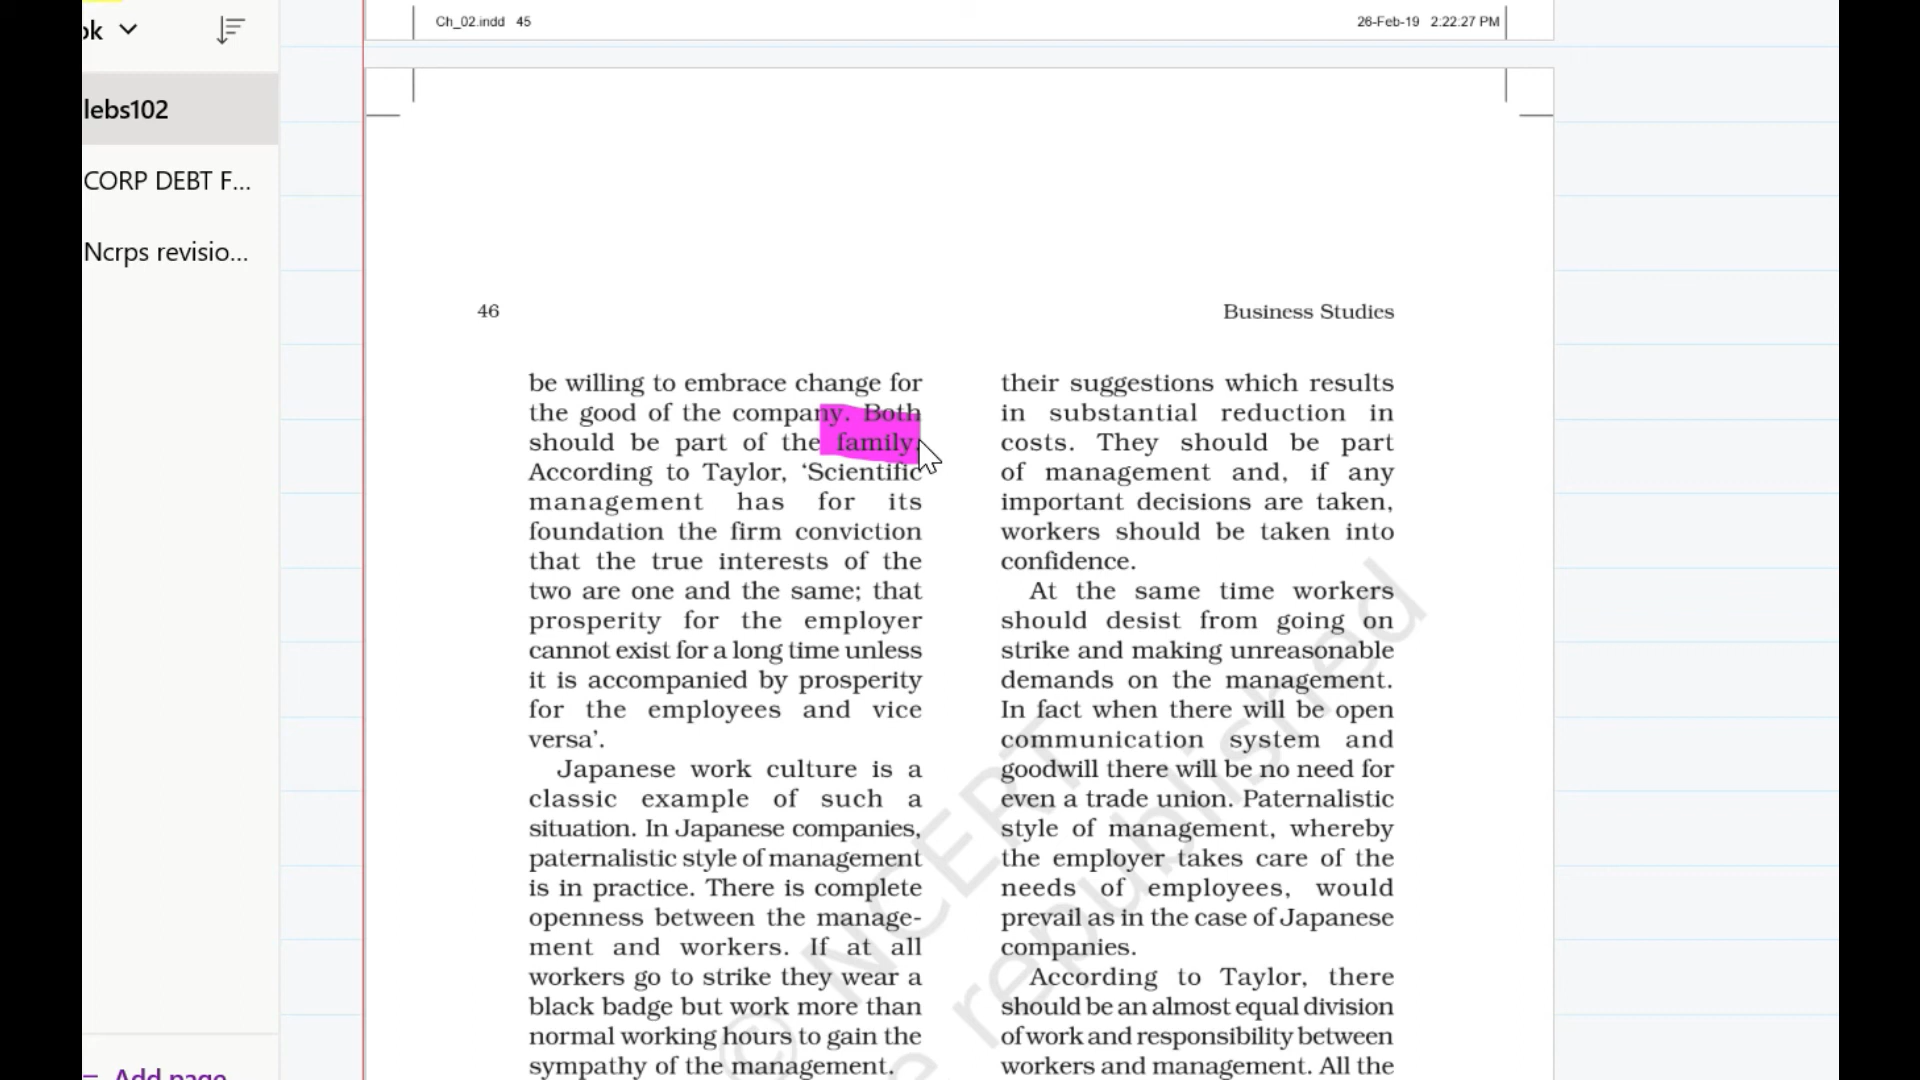 ok
lebs102
CORP DEBT F...
Ncrps revisio...
Add page
Ch_02.indd 45
26-Feb-19 2:22:27 PM
46
Business Studies
be willing to embrace change for
the good of the company. Both
should be part of the family.
According to Taylor, ‘Scientific
management has for its
foundation the firm conviction
that the true interests of the
two are one and the same; that
prosperity for the employer
cannot exist for a long time unless
it is accompanied by prosperity
for the employees and vice
versa’.
Japanese work culture is a
classic example of such a
situation. In Japanese companies,
paternalistic style of management
is in practice. There is complete
openness between the manage-
ment and workers. If at all
workers go to strike they wear a
black badge but work more than
normal working hours to gain the
sympathy of the management.
their suggestions which results
in substantial reduction in
costs. They should be part
of management and, if any
important decisions are taken,
workers should be taken into
confidence.
At the same time workers
should desist from going on
strike and making unreasonable
demands on the management.
In fact when there will be open
communication system and
goodwill there will be no need for
even a trade union. Paternalistic
style of management, whereby
the employer takes care of the
needs of employees, would
prevail as in the case of Japanese
companies.
According to Taylor, there
should be an almost equal division
of work and responsibility between
workers and management. All the
© NCERT
republished